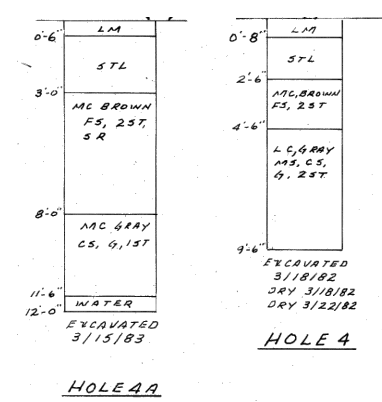 LM
0'-6"
STL
3'-0"
MC BROWN
FS, 2ST,
SR
8'-0"
MC GRAY
CS, G, 1ST
11'-6"
WATER
12'-0"
EXCAVATED
3/15/83
HOLE 4A
LM
0'-8"
STL
2'-6"
MC, BROWN
FS, 2ST
4'-6"
LC, GRAY
MS, CS,
G, 2ST
9'-6"
EXCAVATED
3/18/82
DRY 3/18/82
DRY 3/22/82
HOLE 4